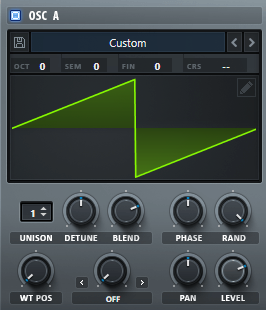 OSC A
Custom
OCT 0 SEM 0 FIN 0 CRS --
1
UNISON DETUNE BLEND PHASE RAND
WT POS OFF PAN LEVEL